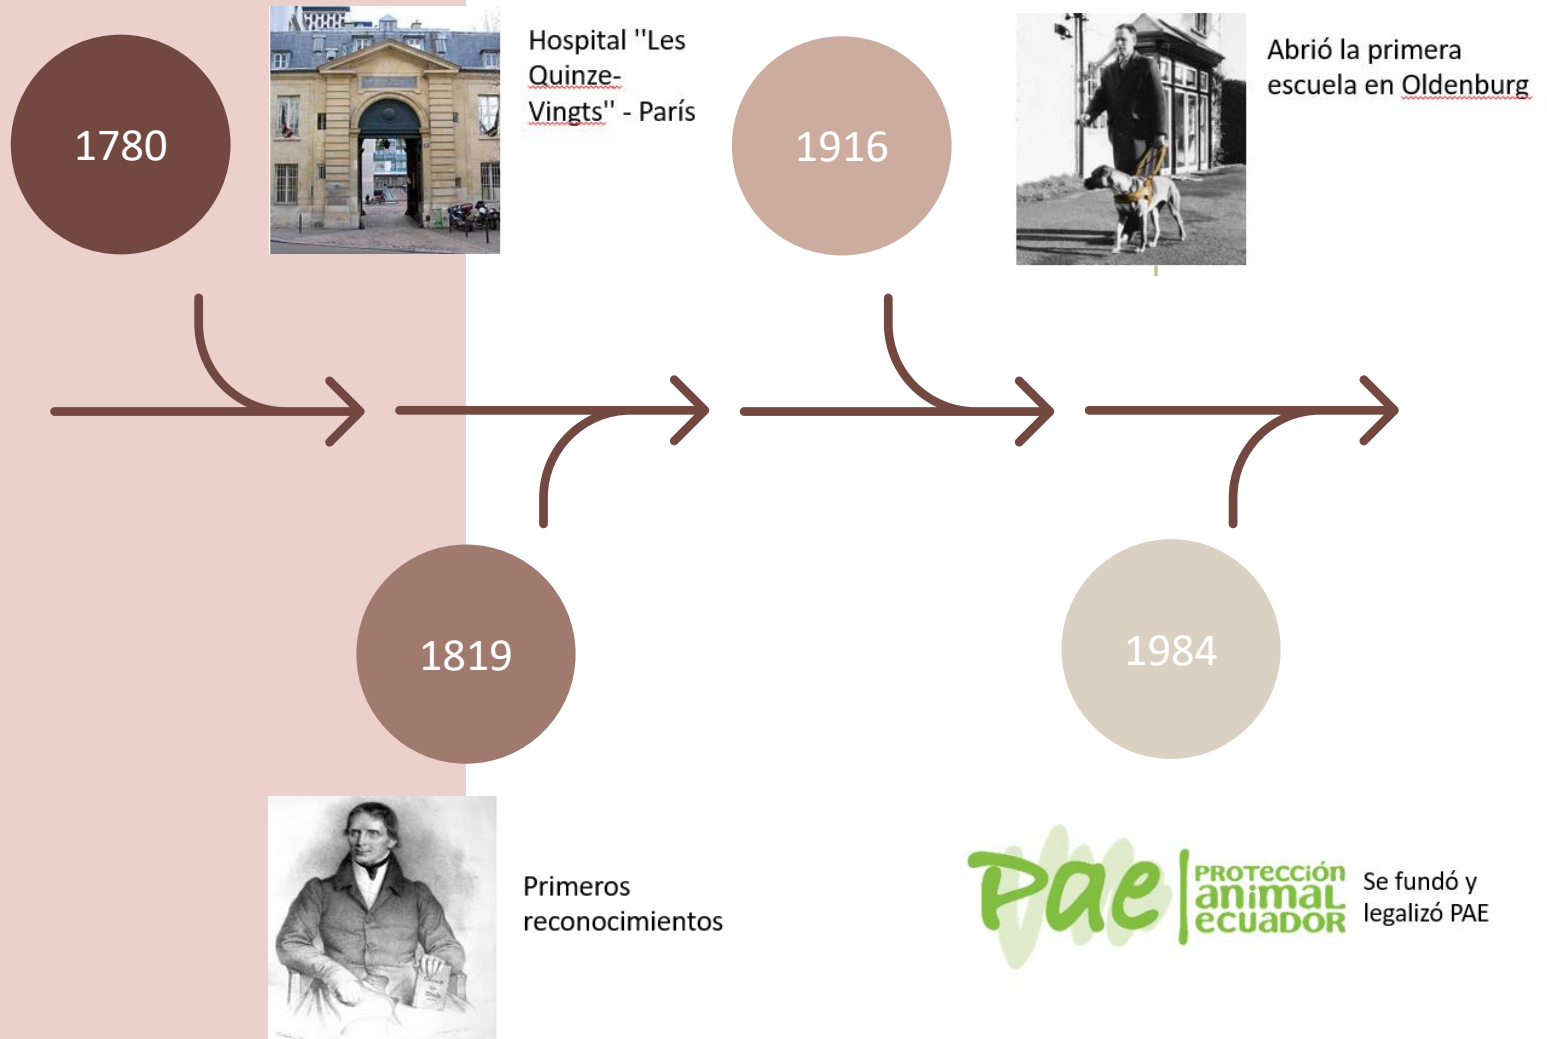 1780
Hospital "Les
Quinze-
Vingts" - París
1916
Abrió la primera
escuela en Oldenburg
1819
1984
Primeros
reconocimientos
pae
PROTECCIÓN
animal
ecuador
Se fundó y
legalizó PAE